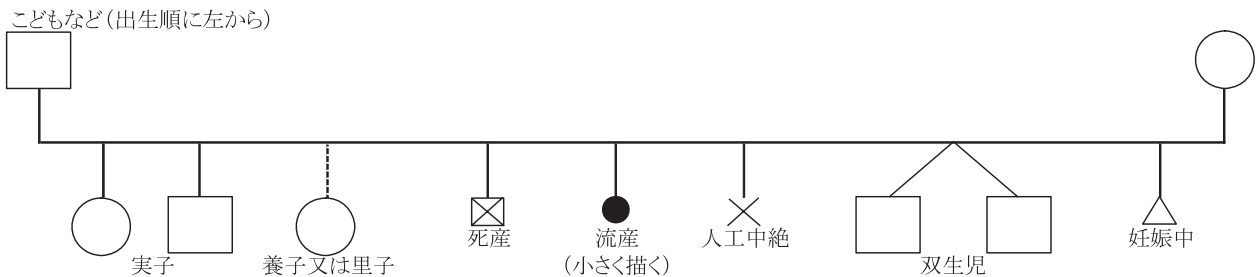 こどもなど（出生順に左から）
実子
養子又は里子
死産
流産
（小さく描く）
人工中絶
双生児
妊娠中